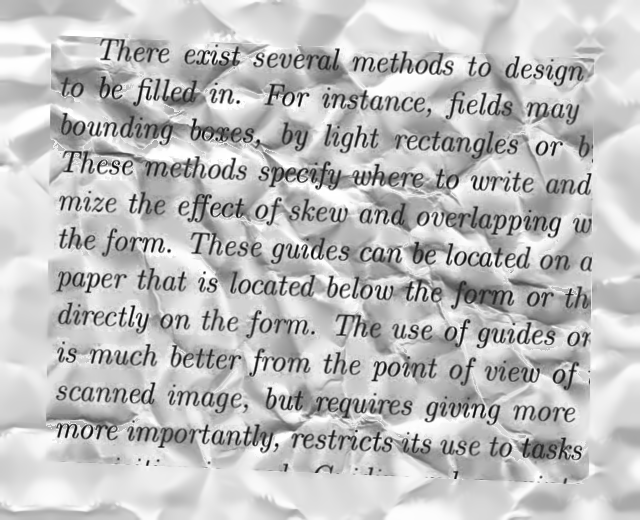 There exist several methods to design
to be filled in. For instance, fields may
bounding boxes, by light rectangles or
These methods specify where to write and
mize the effect of skew and overlapping
the form. These guides can be located on a
paper that is located below the form or
directly on the form. The use of guides
is much better from the point of view of
scanned image, but requires giving more
more importantly, restricts its use to tasks